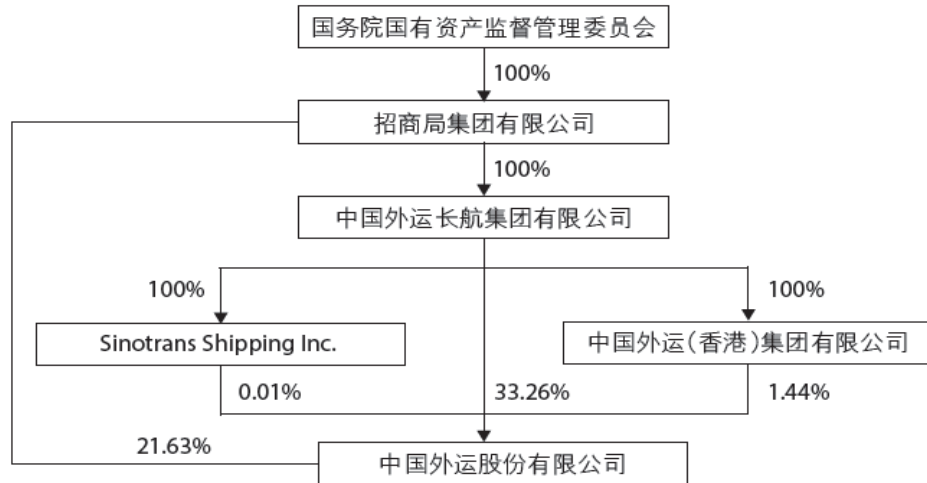 国务院国有资产监督管理委员会
100%
招商局集团有限公司
100%
中国外运长航集团有限公司
100%
100%
Sinotrans Shipping Inc.
中国外运(香港)集团有限公司
0.01%
33.26%
1.44%
21.63%
中国外运股份有限公司